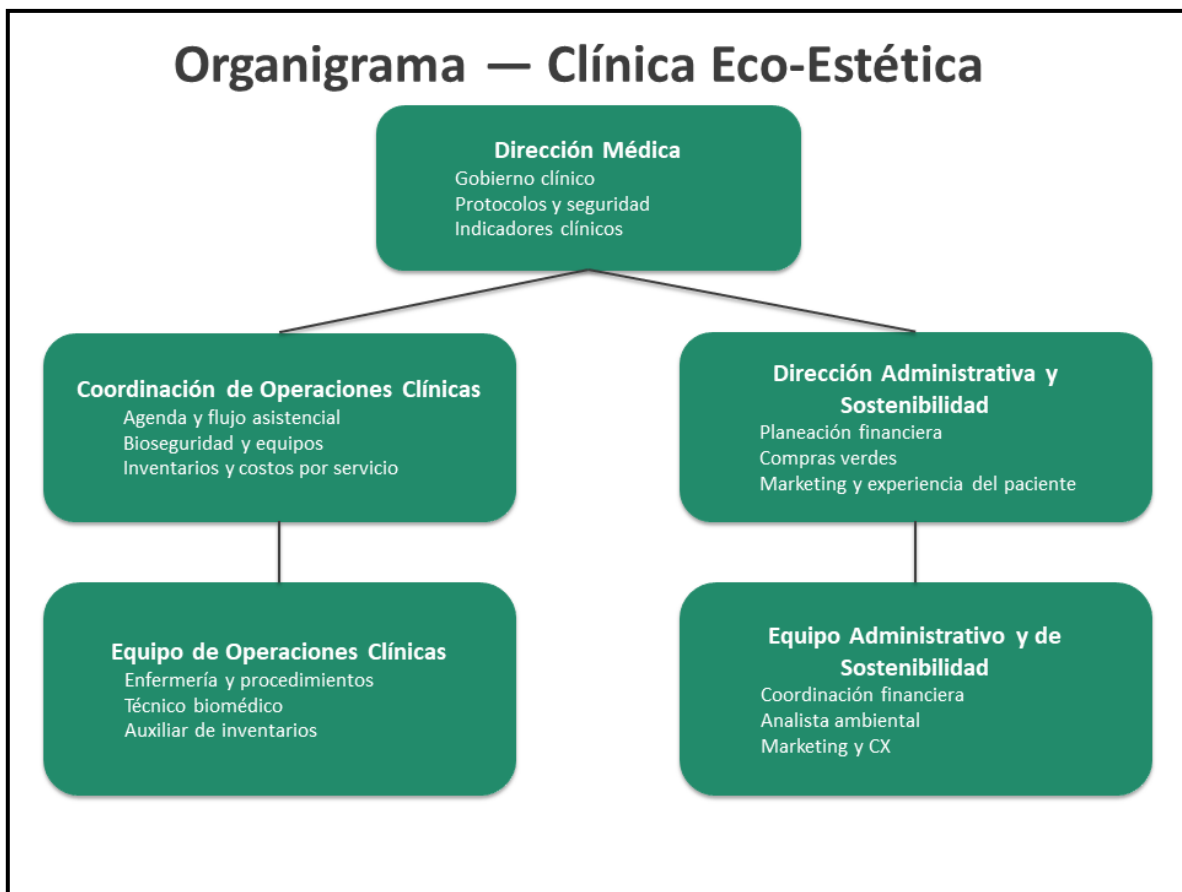 Organigrama — Clínica Eco-Estética
Dirección Médica
Gobierno clínico
Protocolos y seguridad
Indicadores clínicos
Coordinación de Operaciones Clínicas
Agenda y flujo asistencial
Bioseguridad y equipos
Inventarios y costos por servicio
Dirección Administrativa y
Sostenibilidad
Planeación financiera
Compras verdes
Marketing y experiencia del paciente
Equipo de Operaciones Clínicas
Enfermería y procedimientos
Técnico biomédico
Auxiliar de inventarios
Equipo Administrativo y de
Sostenibilidad
Coordinación financiera
Analista ambiental
Marketing y CX